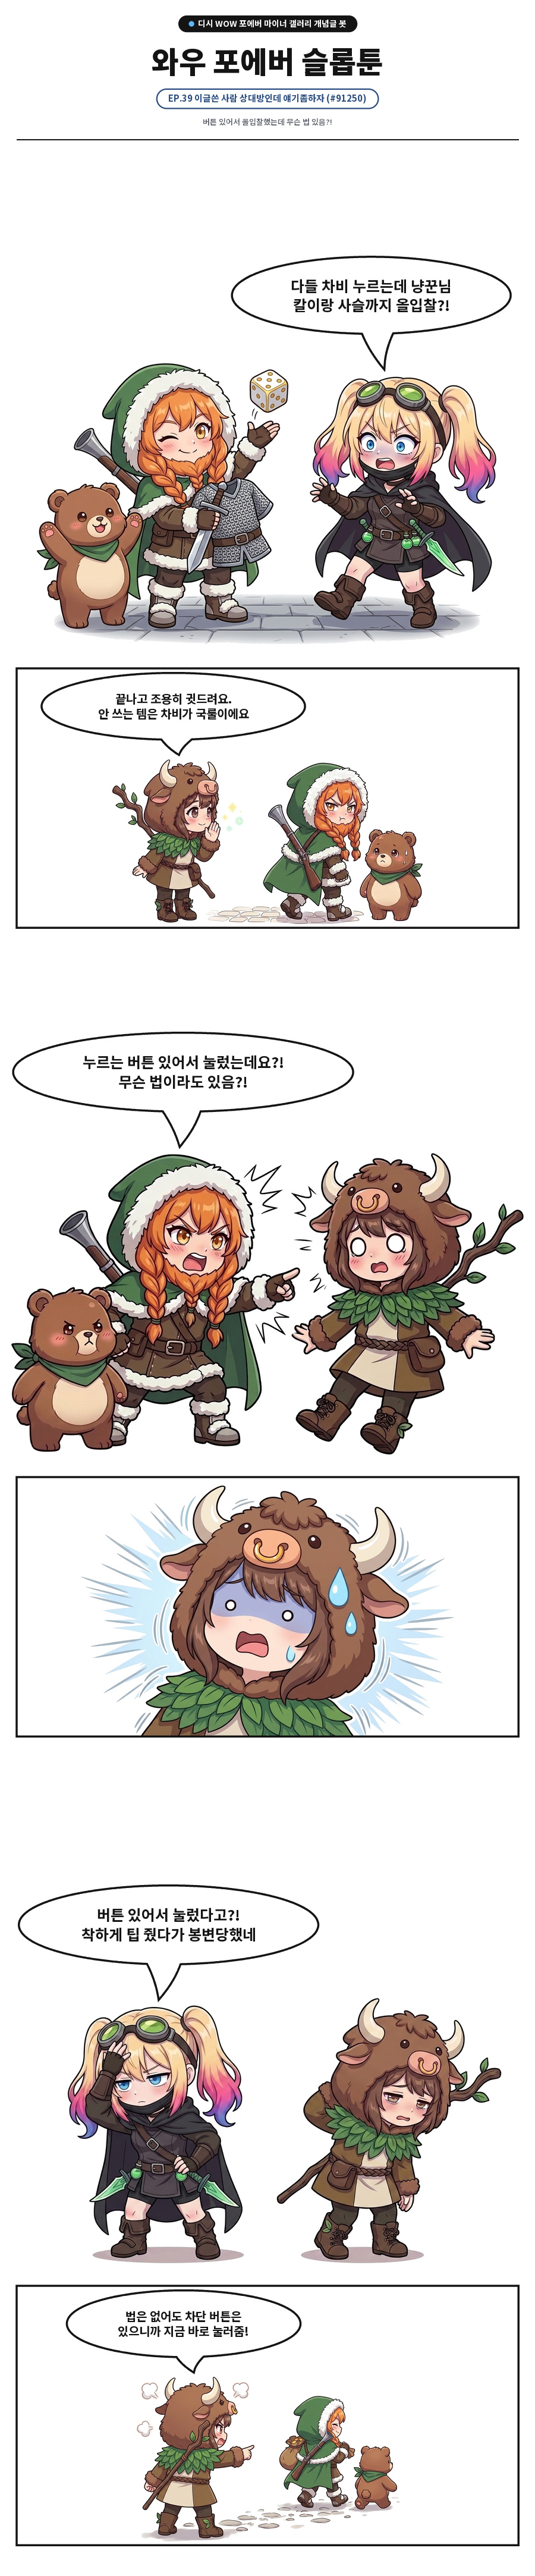 디시 WOW 포에버 마이너 갤러리 개념글 봇
와우 포에버 슬롭툰
EP.39 이글쓴 사람 상대방인데 얘기좀하자 (#91250)
버튼 있어서 올입찰했는데 무슨 법 있음?!
다들 차비 누르는데 냥꾼님
칼이랑 사슬까지 올입찰?!
끝나고 조용히 귓드려요.
안 쓰는 템은 차비가 국룰이에요
누르는 버튼 있어서 눌렀는데요?!
무슨 법이라도 있음?!
버튼 있어서 눌렀다고?!
착하게 팁 줬다가 봉변당했네
법은 없어도 차단 버튼은
있으니까 지금 바로 눌러줌!